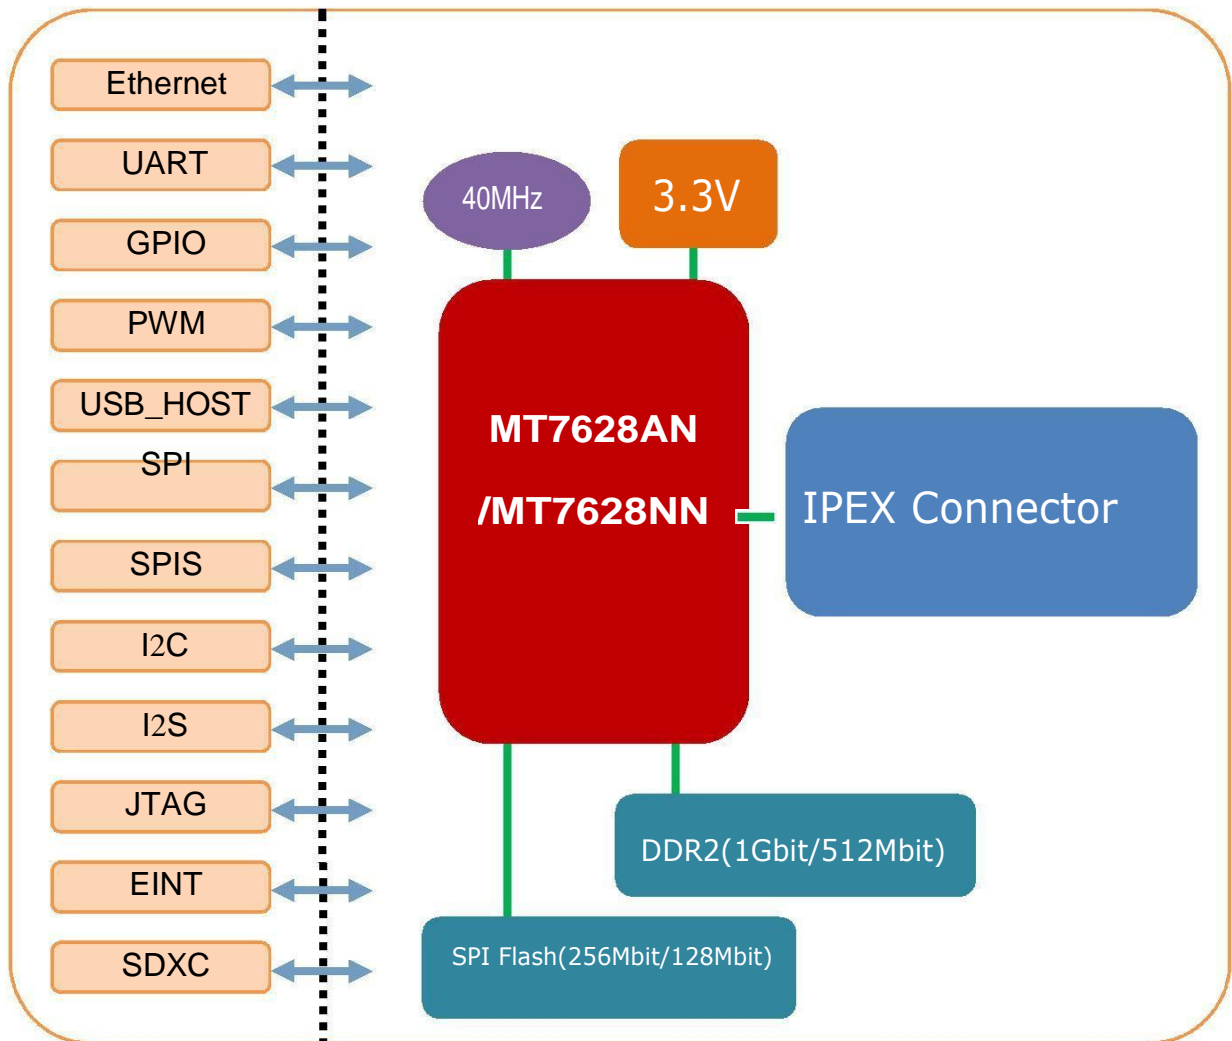 Ethernet
UART
GPIO
PWM
USB_HOST
SPI
SPIS
I2C
I2S
JTAG
EINT
SDXC
40MHz
3.3V
MT7628AN
/MT7628NN
IPEX Connector
DDR2(1Gbit/512Mbit)
SPI Flash(256Mbit/128Mbit)